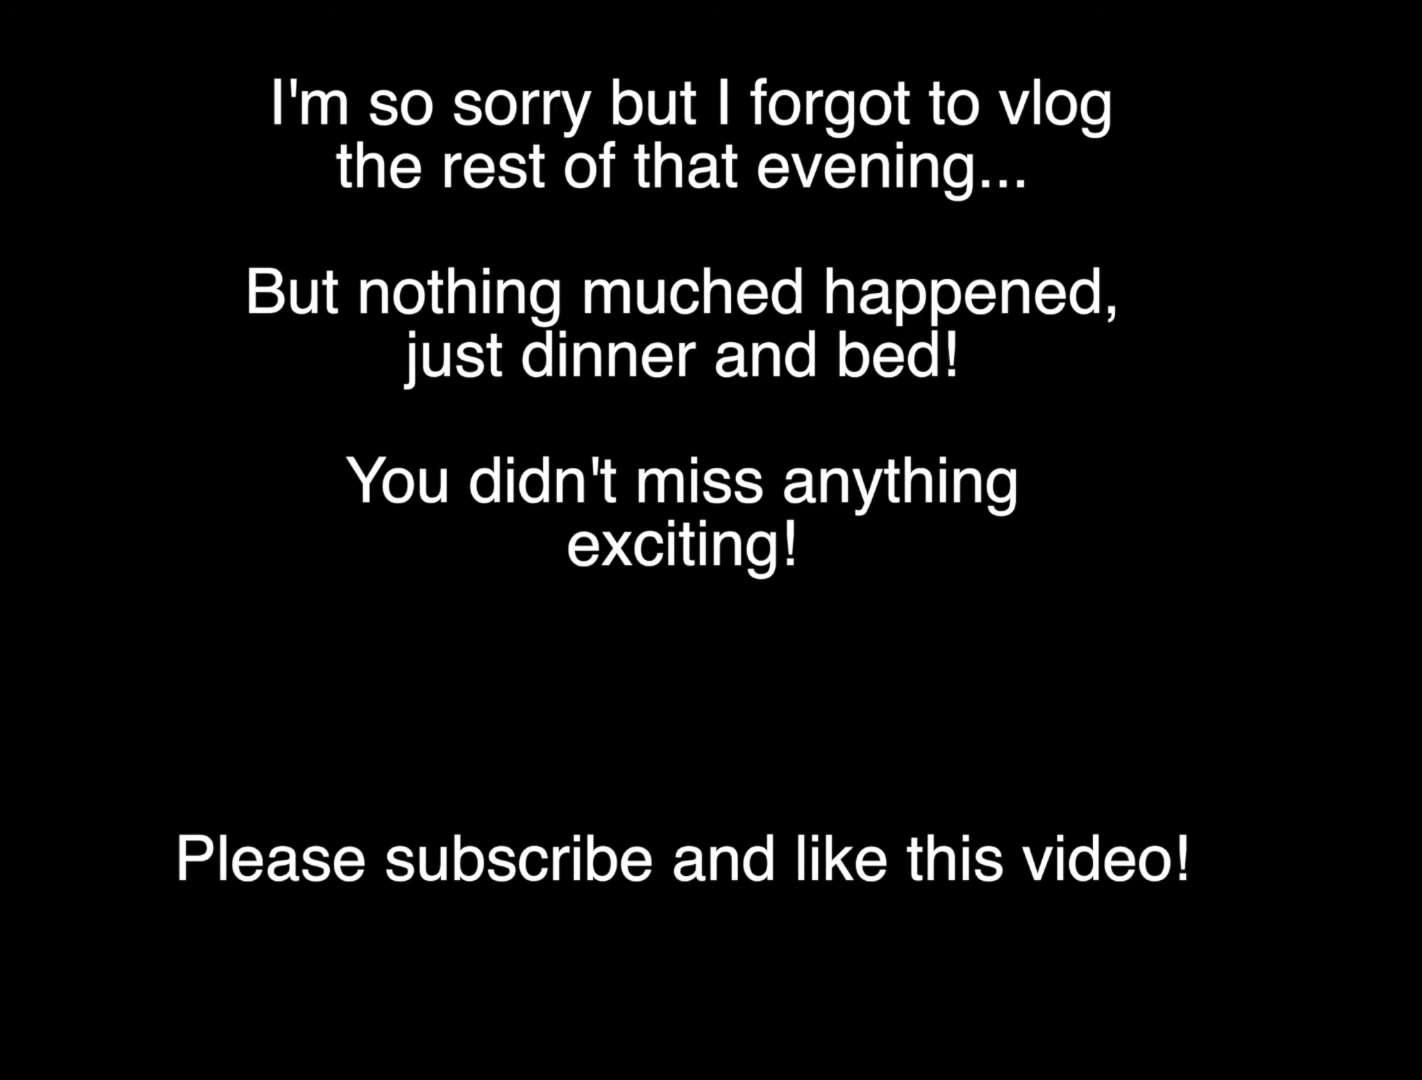 I'm so sorry but I forgot to vlog
the rest of that evening...
But nothing muched happened,
just dinner and bed!
You didn't miss anything
exciting!
Please subscribe and like this video!